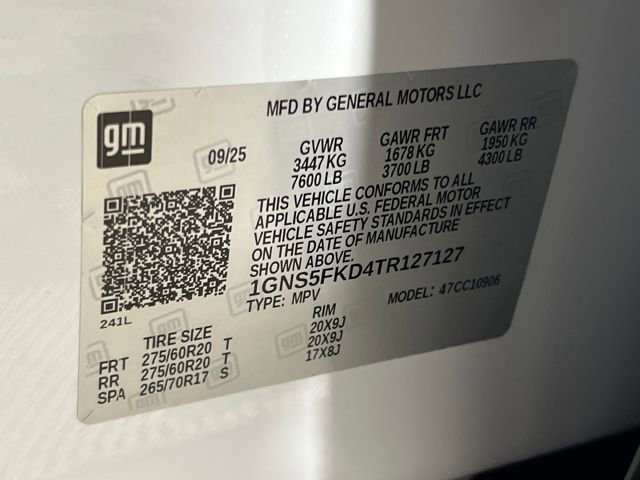 MFD BY GENERAL MOTORS LLC
gm
09/25
GVWR GAWR FRT GAWR RR
3447 KG 1678 KG 1950 KG
7600 LB 3700 LB 4300 LB
THIS VEHICLE CONFORMS TO ALL
APPLICABLE U.S. FEDERAL MOTOR
VEHICLE SAFETY STANDARDS IN EFFECT
ON THE DATE OF MANUFACTURE
SHOWN ABOVE.
1GNS5FKD4TR127127
TYPE: MPV MODEL: 47CC10906
241L
TIRE SIZE RIM
FRT 275/60R20 T 20X9J
RR 275/60R20 T 20X9J
SPA 265/70R17 S 17X8J